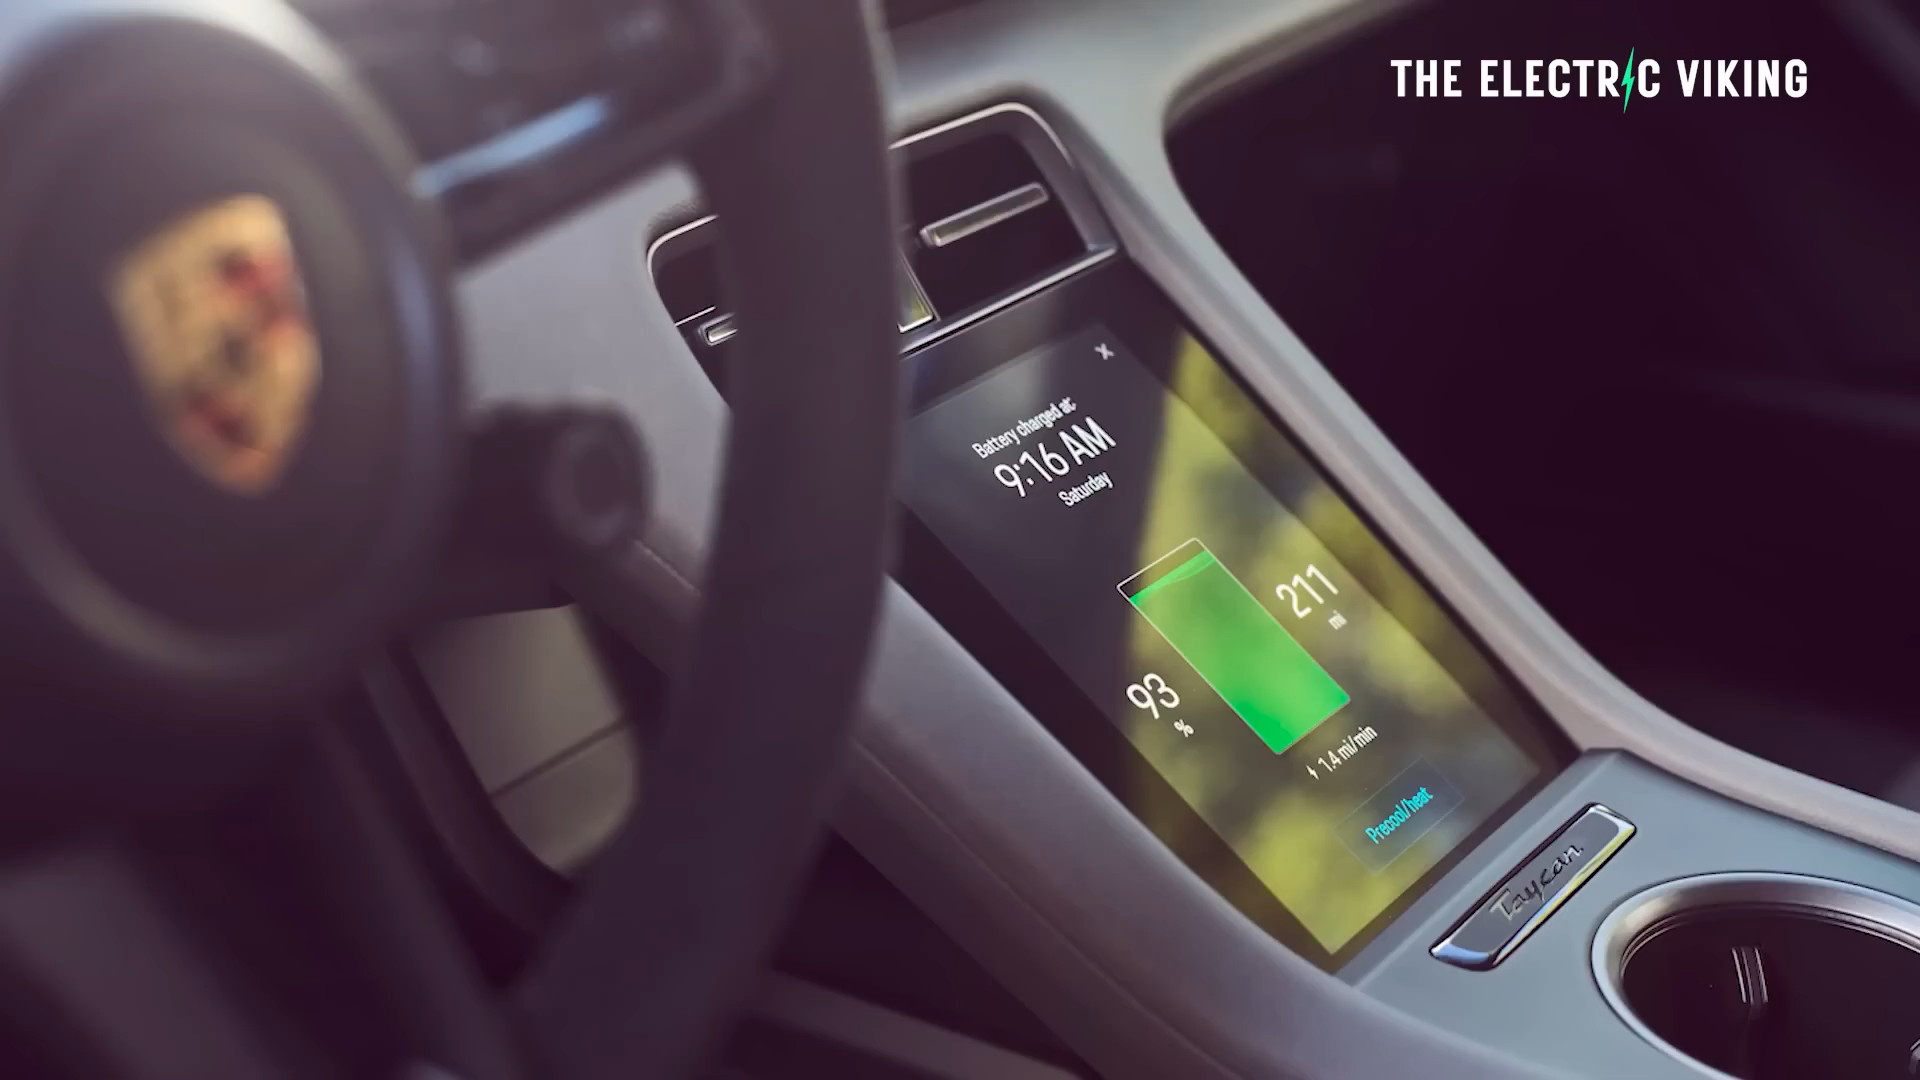 THE ELECTRIC VIKING
x
Battery charged at:
9:16 AM
Saturday
211
mi
93
%
1.4 mi/min
Precool/heat
Taycan